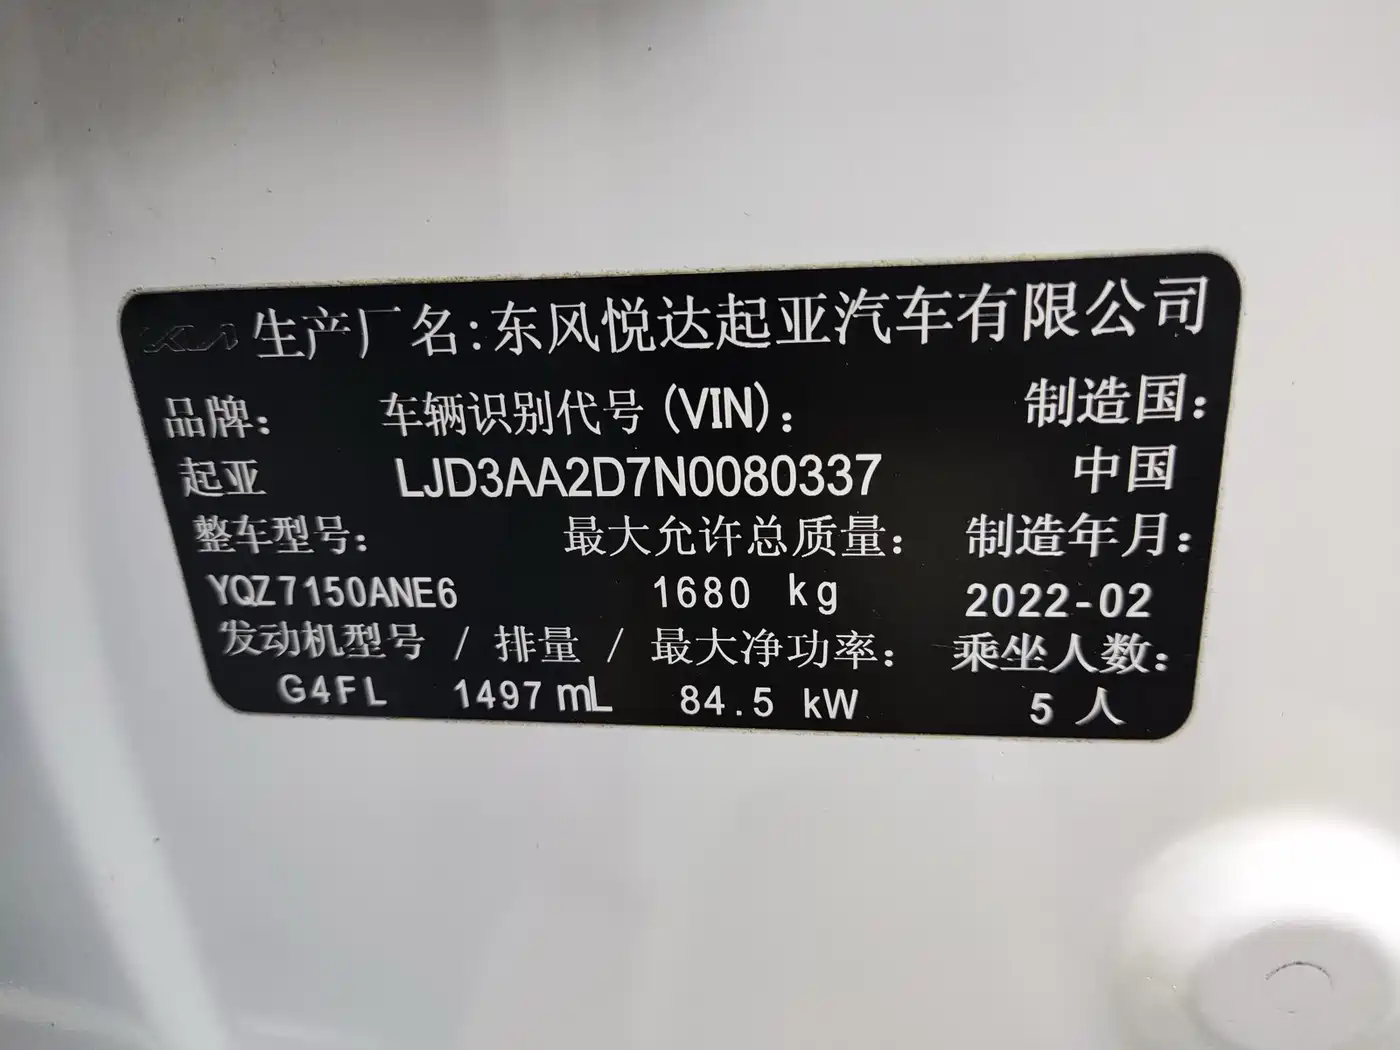 KIA 生产厂名:东风悦达起亚汽车有限公司
品牌: 车辆识别代号(VIN): 制造国:
起亚 LJD3AA2D7N0080337 中国
整车型号: 最大允许总质量: 制造年月:
YQZ7150ANE6 1680 kg 2022-02
发动机型号 / 排量 / 最大净功率: 乘坐人数:
G4FL 1497 mL 84.5 kW 5 人